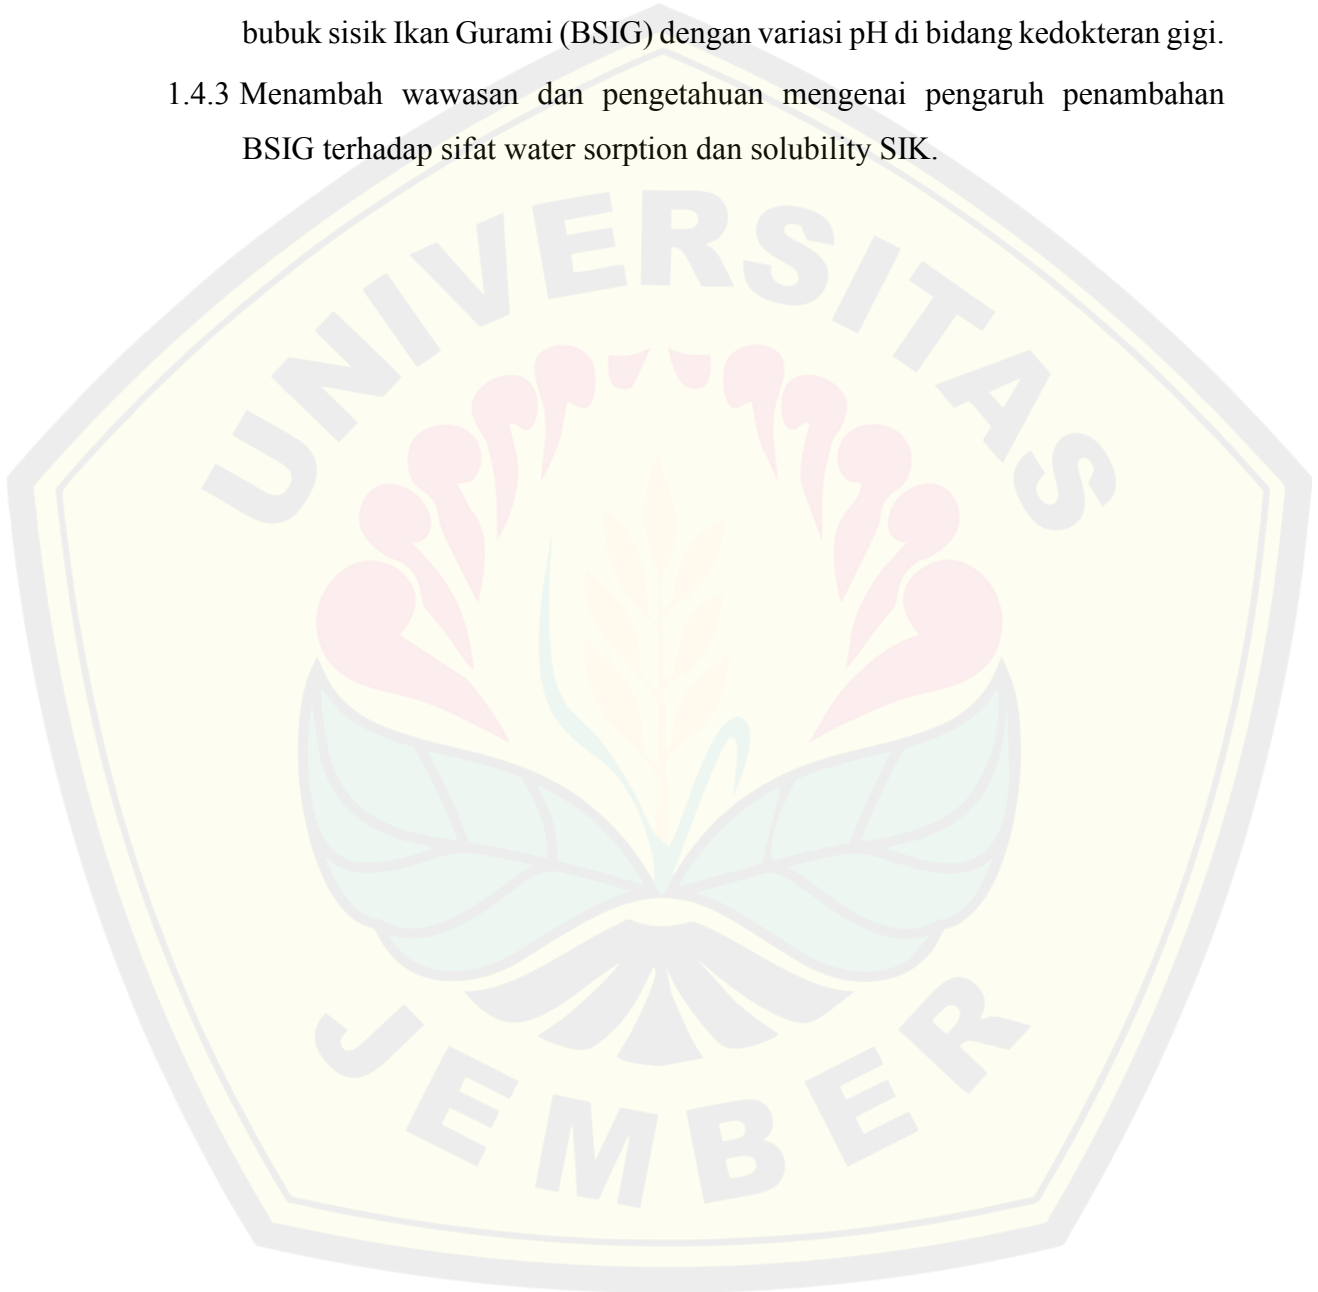 bubuk sisik Ikan Gurami (BSIG) dengan variasi pH di bidang kedokteran gigi.
1.4.3 Menambah wawasan dan pengetahuan mengenai pengaruh penambahan
BSIG terhadap sifat water sorption dan solubility SIK.
UNIVERSITAS
JEMBER